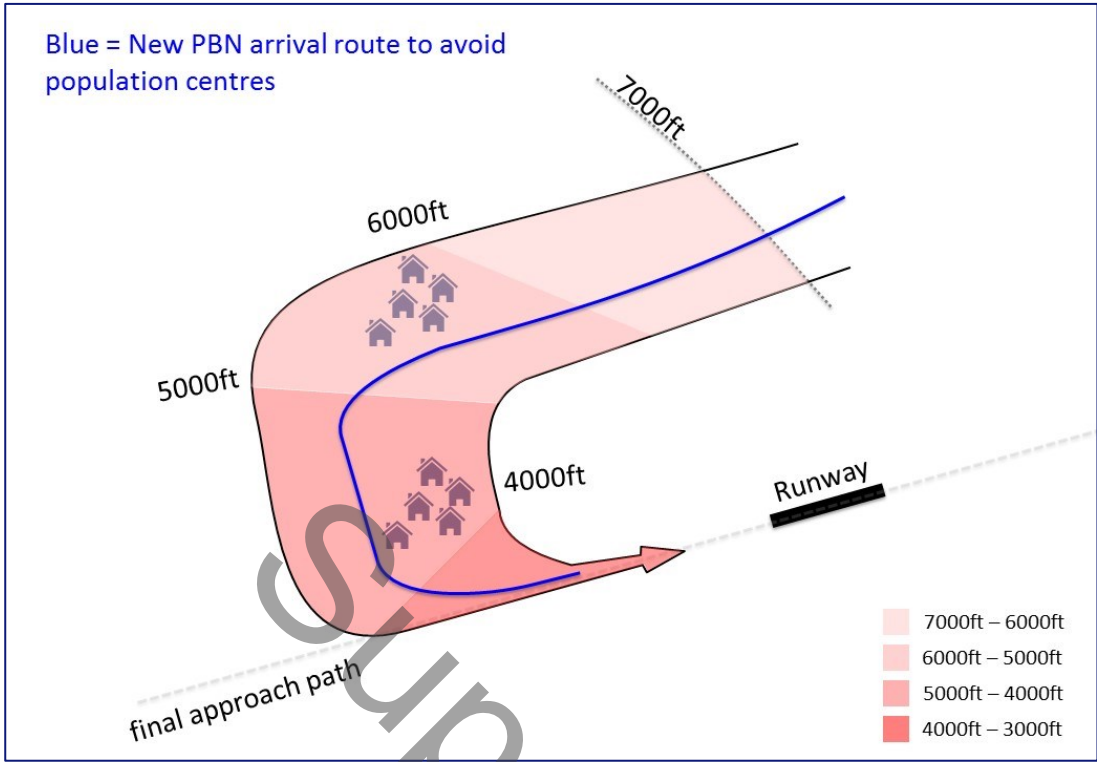 Blue = New PBN arrival route to avoid
population centres
7000ft
6000ft
5000ft
4000ft
Runway
final approach path
7000ft – 6000ft
6000ft – 5000ft
5000ft – 4000ft
4000ft – 3000ft